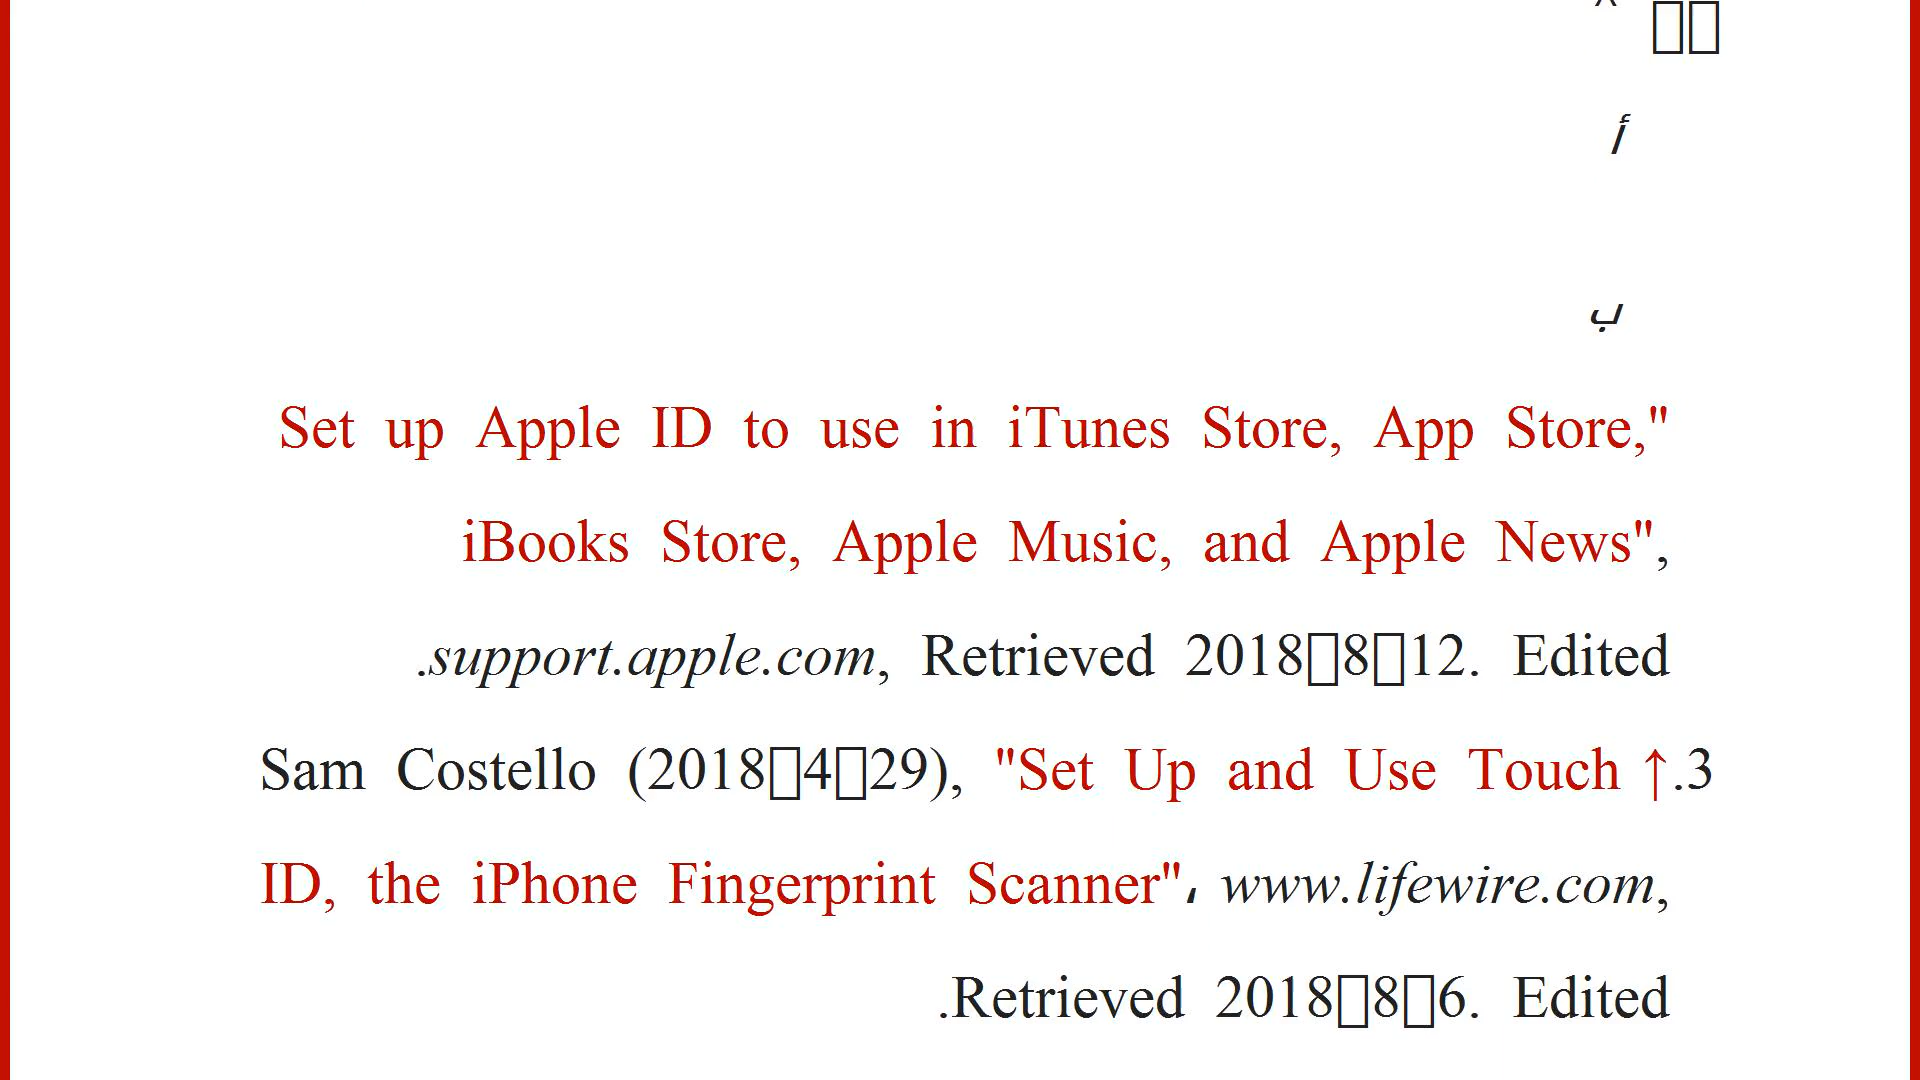 ^ □□
أ
ب
Set up Apple ID to use in iTunes Store, App Store,"
iBooks Store, Apple Music, and Apple News",
.support.apple.com, Retrieved 2018□8□12. Edited
Sam Costello (2018□4□29), "Set Up and Use Touch ↑.3
ID, the iPhone Fingerprint Scanner"، www.lifewire.com,
.Retrieved 2018□8□6. Edited